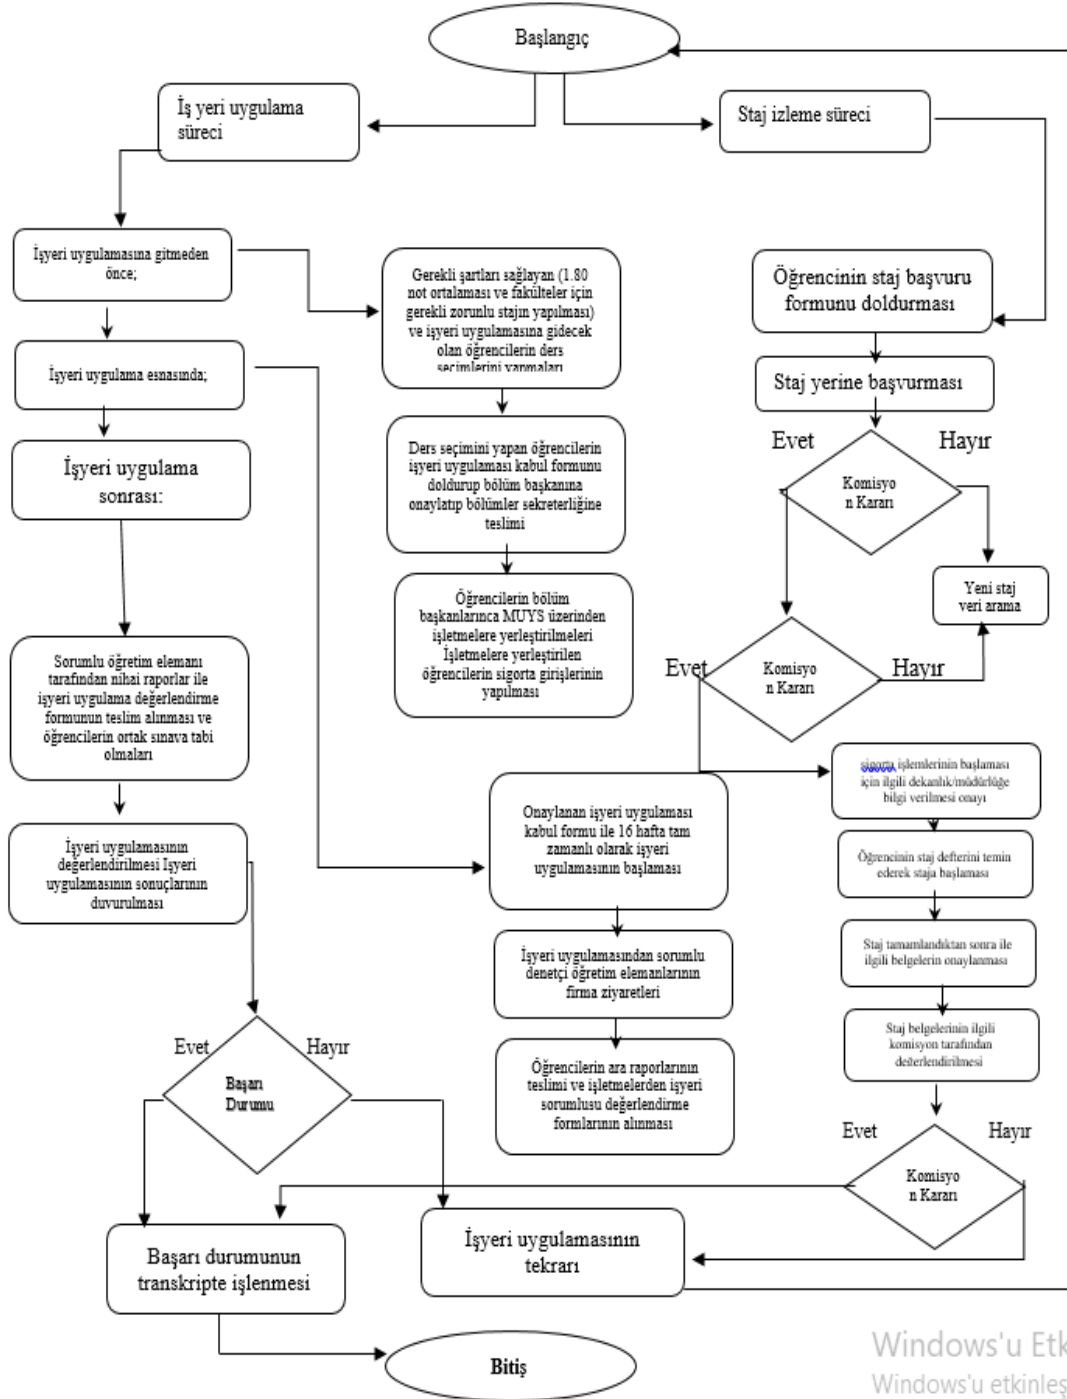 Başlangıç
İş yeri uygulama
süreci
Staj izleme süreci
İşyeri uygulamasına gitmeden
önce;
Gerekli şartları sağlayan (1.80
not ortalaması ve fakülteler için
gerekli zorunlu stajın yapılması)
ve işyeri uygulamasına gidecek
olan öğrencilerin ders
seçimlerini yapmaları
Öğrencinin staj başvuru
formunu doldurması
İşyeri uygulama esnasında;
Staj yerine başvurması
Ders seçimini yapan öğrencilerin
işyeri uygulaması kabul formunu
doldurup bölüm başkanına
onaylatıp bölümler sekreterliğine
teslimi
Evet
Hayır
Komisyo
n Kararı
İşyeri uygulama
sonrası:
Yeni staj
veri arama
Öğrencilerin bölüm
başkanlarınca MUYS üzerinden
işletmelere yerleştirilmeleri
İşletmelere yerleştirilen
öğrencilerin sigorta girişlerinin
yapılması
Evet
Komisyo
n Kararı
Hayır
Sorumlu öğretim elemanı
tarafından nihai raporlar ile
işyeri uygulama değerlendirme
formunun teslim alınması ve
öğrencilerin ortak sınava tabi
olmaları
sigorta işlemlerinin başlaması
için ilgili dekanlık/müdürlüğe
bilgi verilmesi onayı
Onaylanan işyeri uygulaması
kabul formu ile 16 hafta tam
zamanlı olarak işyeri
uygulamasının başlaması
İşyeri uygulamasının
değerlendirilmesi Işyeri
uygulamasının sonuçlarının
duvurulması
Öğrencinin staj defterini temin
ederek staja başlaması
Staj tamamlandıktan sonra ile
ilgili belgelerin onaylanması
İşyeri uygulamasından sorumlu
denetçi öğretim elemanlarının
firma ziyaretleri
Staj belgelerinin ilgili
komisyon tarafından
değerlendirilmesi
Evet
Hayır
Başarı
Durumu
Öğrencilerin ara raporlarının
teslimi ve işletmelerden işyeri
sorumlusu değerlendirme
formlarının alınması
Evet
Hayır
Komisyo
n Kararı
Başarı durumunun
transkripte işlenmesi
İşyeri uygulamasının
tekrarı
Bitiş
Windows'u Etk
Windows'u etkinleş